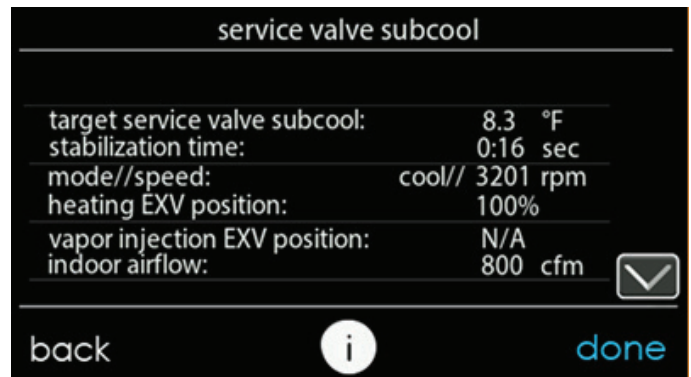 service valve subcool
target service valve subcool: 8.3 °F
stabilization time: 0:16 sec
mode//speed: cool// 3201 rpm
heating EXV position: 100%
vapor injection EXV position: N/A
indoor airflow: 800 cfm
back i done